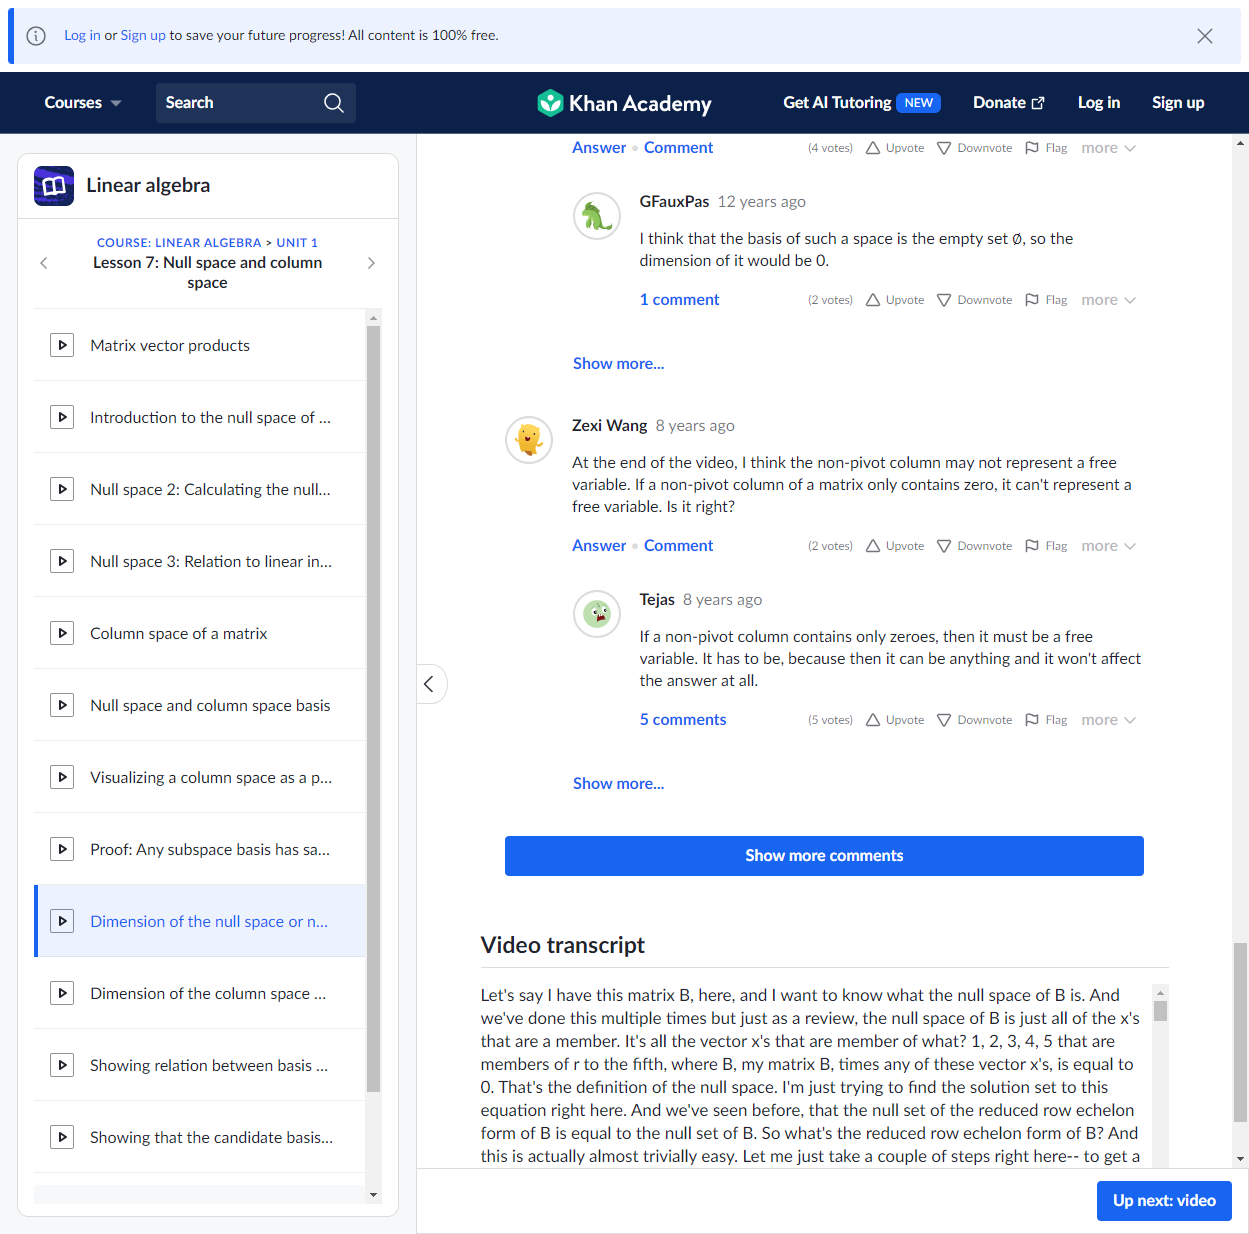 Log in or Sign up to save your future progress! All content is 100% free.
Courses
Search
Khan Academy
Get AI Tutoring NEW
Donate
Log in
Sign up
Linear algebra
COURSE: LINEAR ALGEBRA > UNIT 1
Lesson 7: Null space and column
space
Matrix vector products
Introduction to the null space of ...
Null space 2: Calculating the null...
Null space 3: Relation to linear in...
Column space of a matrix
Null space and column space basis
Visualizing a column space as a p...
Proof: Any subspace basis has sa...
Dimension of the null space or n...
Dimension of the column space ...
Showing relation between basis ...
Showing that the candidate basis...
Answer • Comment (4 votes) Upvote Downvote Flag more
GFauxPas 12 years ago
I think that the basis of such a space is the empty set ∅, so the
dimension of it would be 0.
1 comment (2 votes) Upvote Downvote Flag more
Show more...
Zexi Wang 8 years ago
At the end of the video, I think the non-pivot column may not represent a free
variable. If a non-pivot column of a matrix only contains zero, it can't represent a
free variable. Is it right?
Answer • Comment (2 votes) Upvote Downvote Flag more
Tejas 8 years ago
If a non-pivot column contains only zeroes, then it must be a free
variable. It has to be, because then it can be anything and it won't affect
the answer at all.
5 comments (5 votes) Upvote Downvote Flag more
Show more...
Show more comments
Video transcript
Let's say I have this matrix B, here, and I want to know what the null space of B is. And
we've done this multiple times but just as a review, the null space of B is just all of the x's
that are a member. It's all the vector x's that are member of what? 1, 2, 3, 4, 5 that are
members of r to the fifth, where B, my matrix B, times any of these vector x's, is equal to
0. That's the definition of the null space. I'm just trying to find the solution set to this
equation right here. And we've seen before, that the null set of the reduced row echelon
form of B is equal to the null set of B. So what's the reduced row echelon form of B? And
this is actually almost trivially easy. Let me just take a couple of steps right here-- to get a
Up next: video